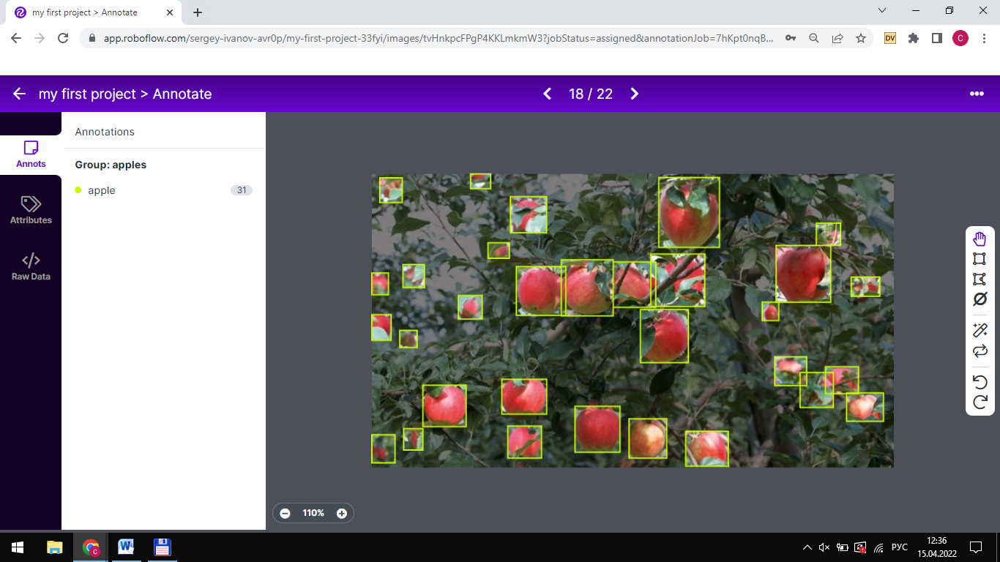 my first project > Annotate
app.roboflow.com/sergey-ivanov-avr0p/my-first-project-33fyi/images/tvHnkpcFPgP4KKLmkmW3?jobStatus=assigned&annotationJob=7hKpt0nqB...
DV
C
my first project > Annotate
18 / 22
Annots
Attributes
Raw Data
Annotations
Group: apples
apple
31
110%
C
W
РУС
12:36
15.04.2022